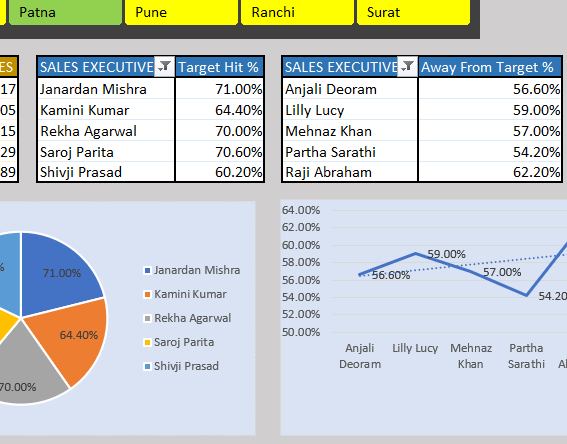 Patna Pune Ranchi Surat
ES SALES EXECUTIVE Target Hit % SALES EXECUTIVE Away From Target %
17 Janardan Mishra 71.00% Anjali Deoram 56.60%
05 Kamini Kumar 64.40% Lilly Lucy 59.00%
15 Rekha Agarwal 70.00% Mehnaz Khan 57.00%
29 Saroj Parita 70.60% Partha Sarathi 54.20%
89 Shivji Prasad 60.20% Raji Abraham 62.20%
%
71.00%
64.40%
70.00%
Janardan Mishra
Kamini Kumar
Rekha Agarwal
Saroj Parita
Shivji Prasad
64.00%
62.00%
60.00%
58.00%
56.00%
54.00%
52.00%
50.00%
56.60%
59.00%
57.00%
54.20
Anjali Deoram
Lilly Lucy
Mehnaz Khan
Partha Sarathi